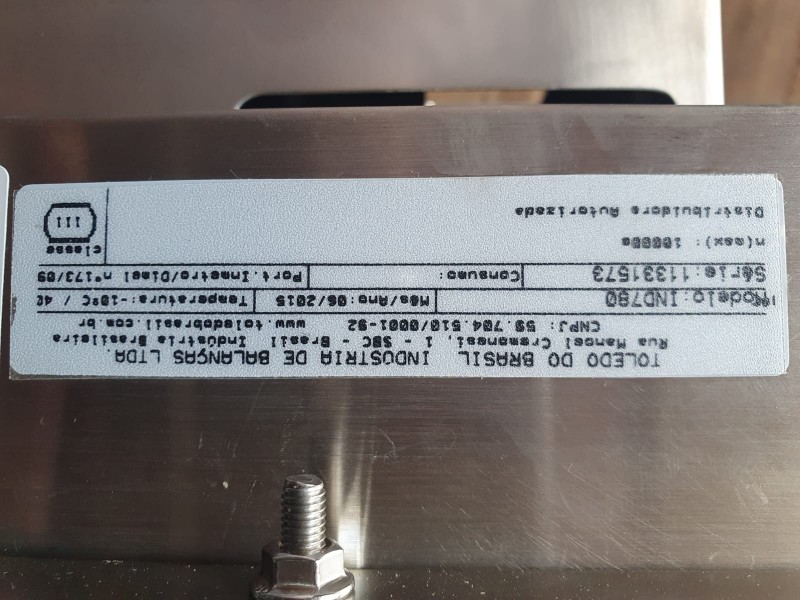 TOLEDO DO BRASIL INDÚSTRIA DE BALANÇAS LTDA.
Rua Manoel Cremonesi, 1 - SBC - Brasil Indústria Brasileira
CNPJ: 59.704.510/0001-92 www.toledobrasil.com.br
Modelo:IND780 Mês/Ano:06/2015 Temperatura:-10ºC / 40
Série:11331573 Consumo: Port.Inmetro/Dimel nº173/09
n(max): 10000e classe
III
Distribuidora Autorizada